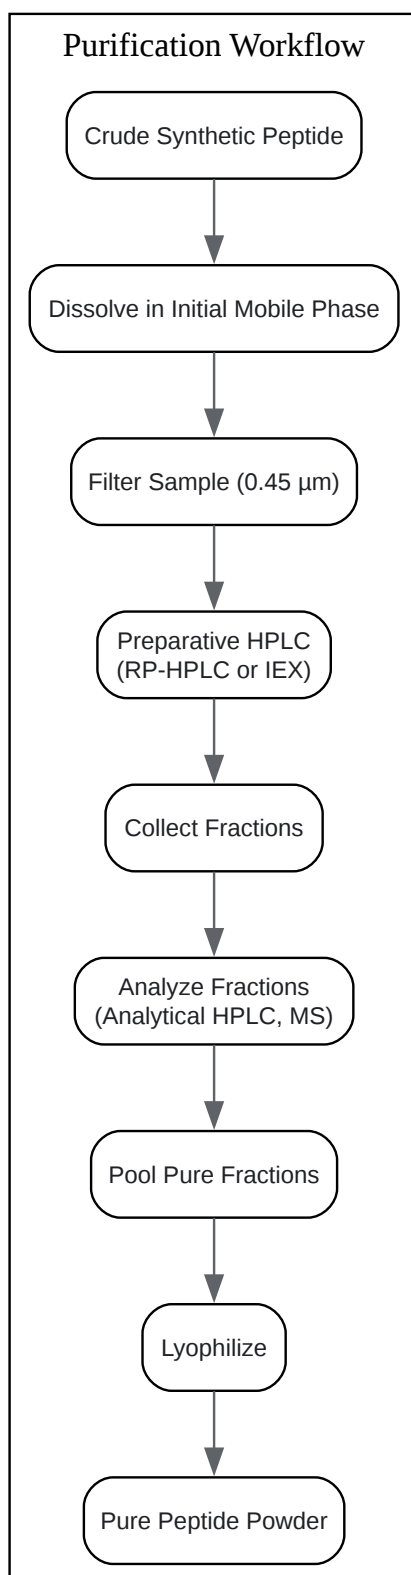 Purification Workflow
Crude Synthetic Peptide
Dissolve in Initial Mobile Phase
Filter Sample (0.45 µm)
Preparative HPLC
(RP-HPLC or IEX)
Collect Fractions
Analyze Fractions
(Analytical HPLC, MS)
Pool Pure Fractions
Lyophilize
Pure Peptide Powder